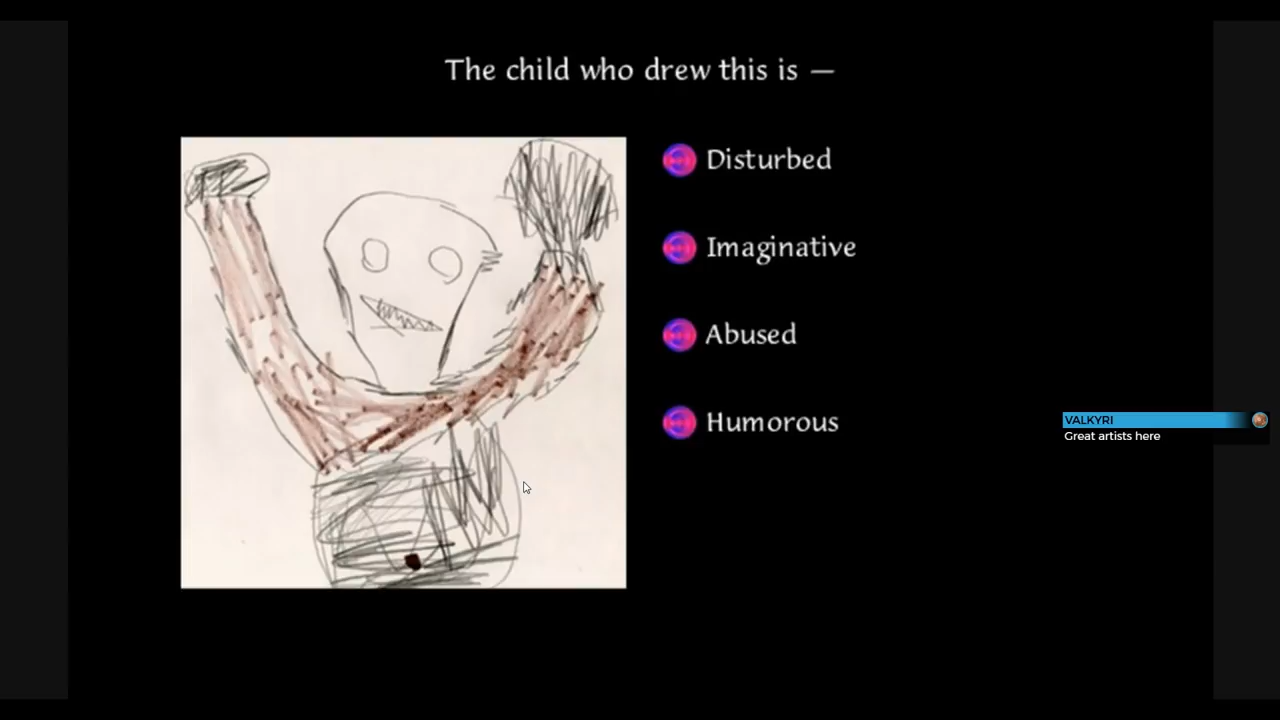 The child who drew this is —
Disturbed
Imaginative
Abused
Humorous
VALKYRI
Great artists here